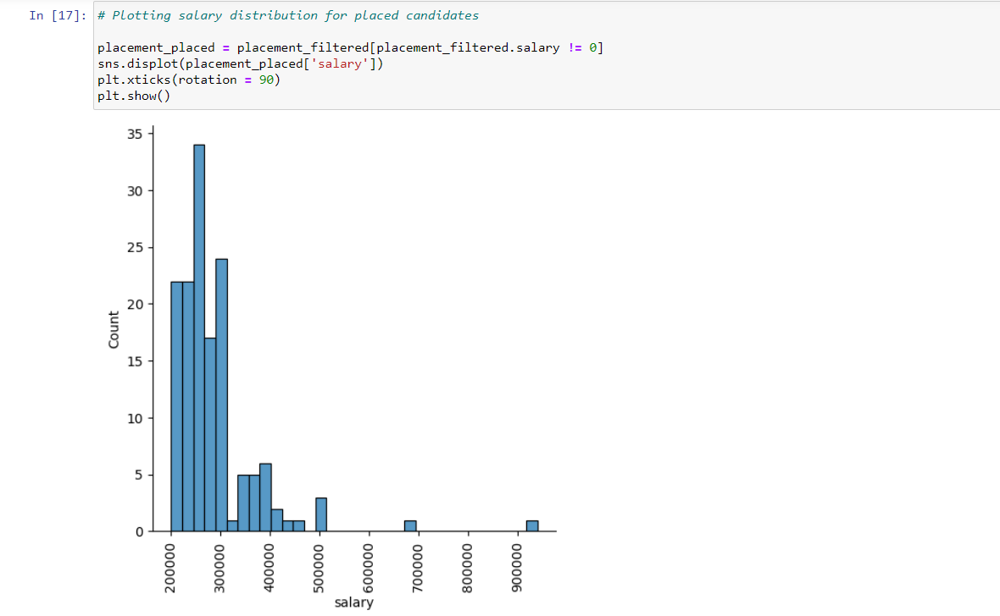 In [17]: # Plotting salary distribution for placed candidates
placement_placed = placement_filtered[placement_filtered.salary != 0]
sns.displot(placement_placed['salary'])
plt.xticks(rotation = 90)
plt.show()
35
30
25
20
15
10
5
0
Count
200000 300000 400000 500000 600000 700000 800000 900000
salary